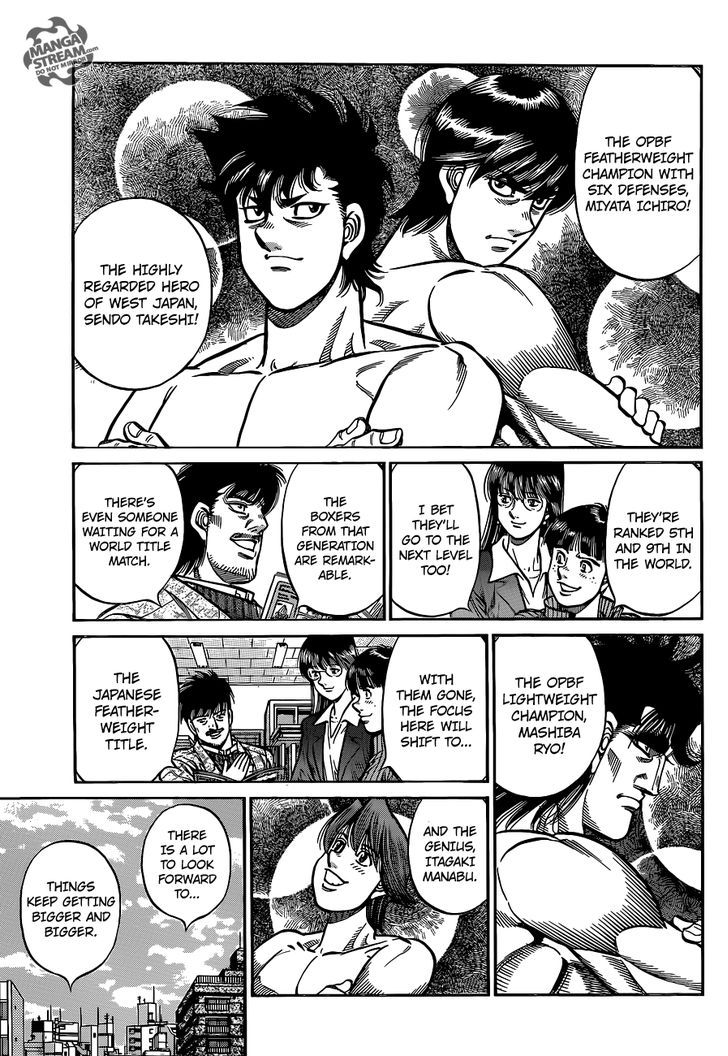 MANGA
STREAM.com
DO NOT MIRROR
THE OPBF
FEATHERWEIGHT
CHAMPION WITH
SIX DEFENSES,
MIYATA ICHIRO!
THE HIGHLY
REGARDED HERO
OF WEST JAPAN,
SENDO TAKESHI!
THEY'RE
RANKED 5TH
AND 9TH IN
THE WORLD.
I BET
THEY'LL
GO TO THE
NEXT LEVEL
TOO!
THE
BOXERS
FROM THAT
GENERATION
ARE REMARK-
ABLE.
THERE'S
EVEN SOMEONE
WAITING FOR A
WORLD TITLE
MATCH.
THE OPBF
LIGHTWEIGHT
CHAMPION,
MASHIBA
RYO!
WITH
THEM GONE,
THE FOCUS
HERE WILL
SHIFT TO...
THE
JAPANESE
FEATHER-
WEIGHT
TITLE.
AND THE
GENIUS,
ITAGAKI
MANABU.
THERE
IS A LOT
TO LOOK
FORWARD
TO...
THINGS
KEEP GETTING
BIGGER AND
BIGGER.